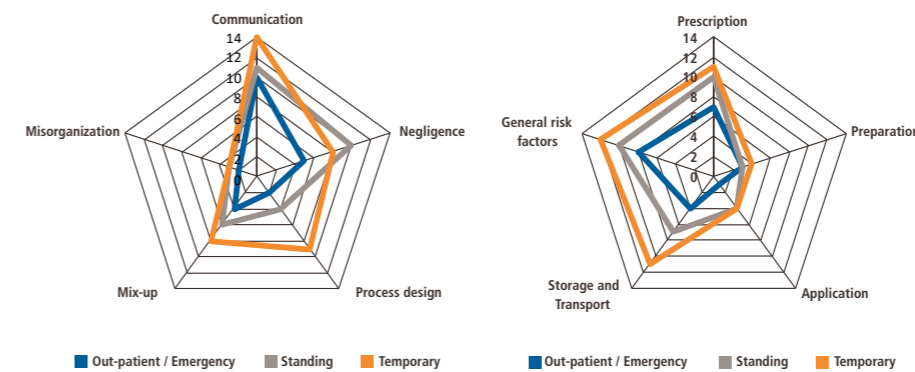 Communication
14
12
10
8
6
4
2
0
Misorganization
Negligence
Mix-up
Process design
Out-patient / Emergency
Standing
Temporary
Prescription
14
12
10
8
6
4
2
0
General risk
factors
Preparation
Storage and
Transport
Application
Out-patient / Emergency
Standing
Temporary